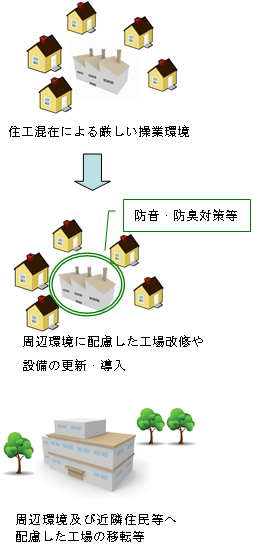 住工混在による厳しい操業環境
防音・防臭対策等
周辺環境に配慮した工場改修や
設備の更新・導入
周辺環境及び近隣住民等へ
配慮した工場の移転等